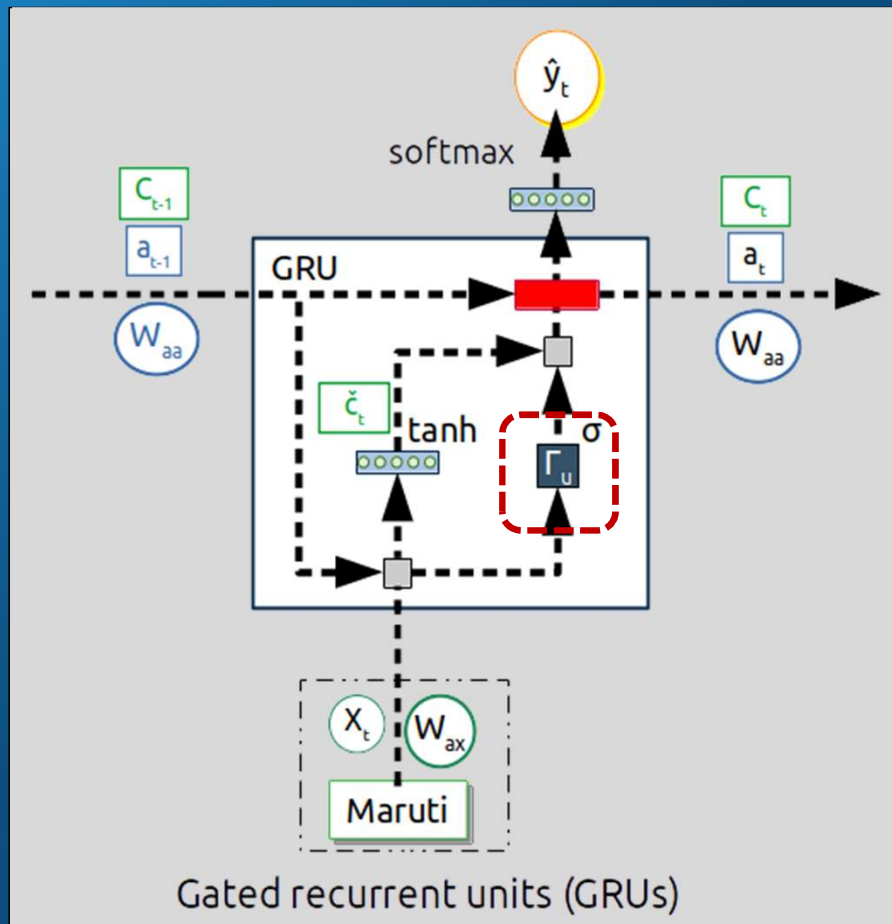 ŷt
softmax
Ct-1
Ct
at-1
at
GRU
Waa
Waa
čt
tanh
σ
Γu
Xt
Wax
Maruti
Gated recurrent units (GRUs)